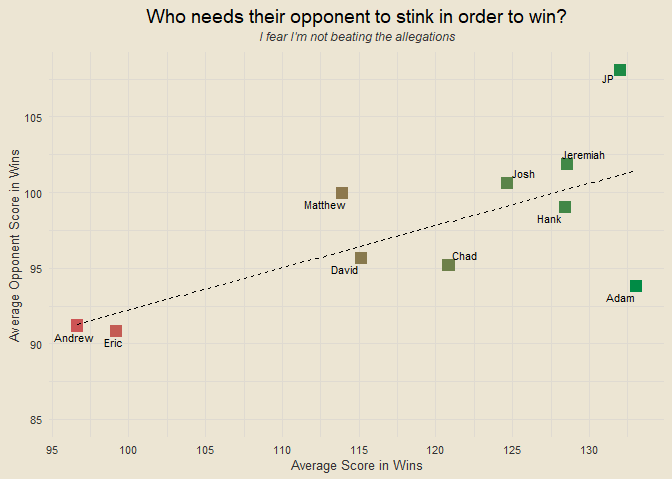 Who needs their opponent to stink in order to win?
I fear I'm not beating the allegations
JP
105
Jeremiah
Josh
100
Matthew
Hank
Chad
95
David
Adam
Andrew
Eric
90
85
95
100
105
110
115
120
125
130
Average Opponent Score in Wins
Average Score in Wins